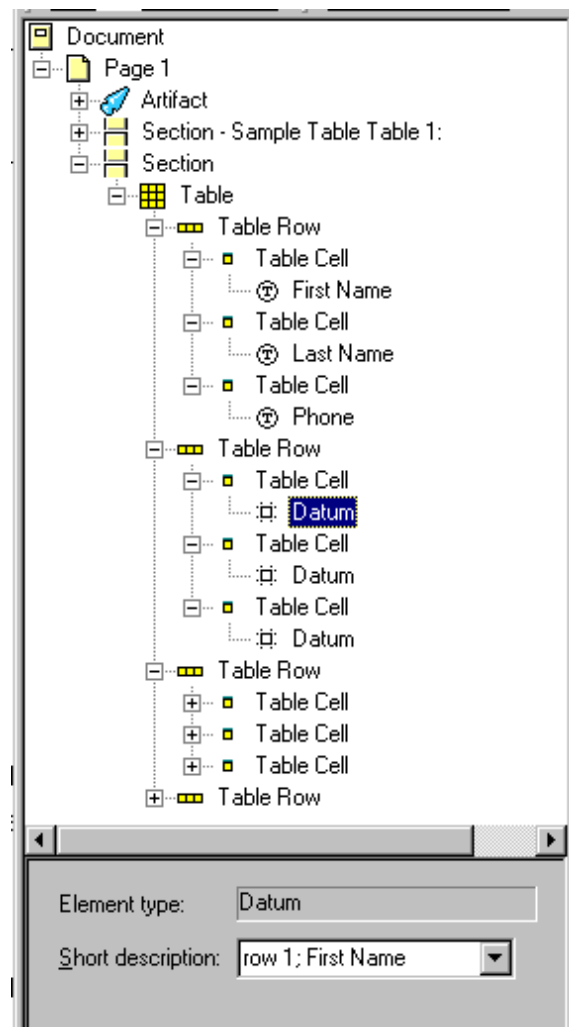 Document
Page 1
Artifact
Section - Sample Table Table 1:
Section
Table
Table Row
Table Cell
First Name
Table Cell
Last Name
Table Cell
Phone
Table Row
Table Cell
Datum
Table Cell
Datum
Table Cell
Datum
Table Row
Table Cell
Table Cell
Table Cell
Table Row
Element type: Datum
Short description: row 1; First Name